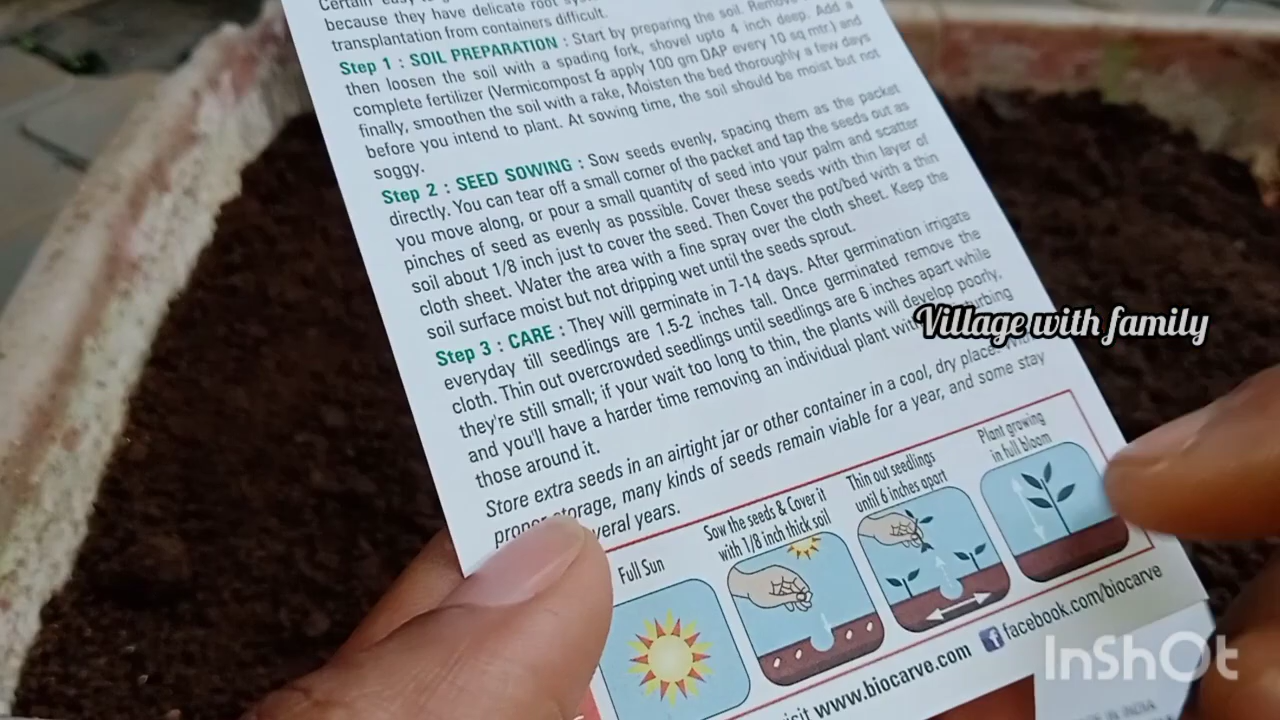 Certain easy to
because they have delicate root
transplantation from containers difficult.
Step 1 : SOIL PREPARATION : Start by preparing the soil. Remove
then loosen the soil with a spading fork, shovel upto 4 inch deep. Add a
complete fertilizer (Vermicompost & apply 100 gm DAP every 10 sq mtr.) and
finally, smoothen the soil with a rake, Moisten the bed thoroughly a few days
before you intend to plant. At sowing time, the soil should be moist but not
soggy.
Step 2 : SEED SOWING : Sow seeds evenly, spacing them as the packet
directly. You can tear off a small corner of the packet and tap the seeds out as
you move along, or pour a small quantity of seed into your palm and scatter
pinches of seed as evenly as possible. Cover these seeds with thin layer of
soil about 1/8 inch just to cover the seed. Then Cover the pot/bed with a thin
cloth sheet. Water the area with a fine spray over the cloth sheet. Keep the
soil surface moist but not dripping wet until the seeds sprout.
Step 3 : CARE : They will germinate in 7-14 days. After germination irrigate
everyday till seedlings are 1.5-2 inches tall. Once germinated remove the
cloth. Thin out overcrowded seedlings until seedlings are 6 inches apart while
they're still small; if your wait too long to thin, the plants will develop poorly,
and you'll have a harder time removing an individual plant
those around it.
Store extra seeds in an airtight jar or other container in a cool, dry place.
proper storage, many kinds of seeds remain viable for a year, and some stay
several years.
Full Sun
Sow the seeds & Cover it
with 1/8 inch thick soil
Thin out seedlings
until 6 inches apart
Plant growing
in full bloom
www.biocarve.com facebook.com/biocarve
Village with family
InShOt